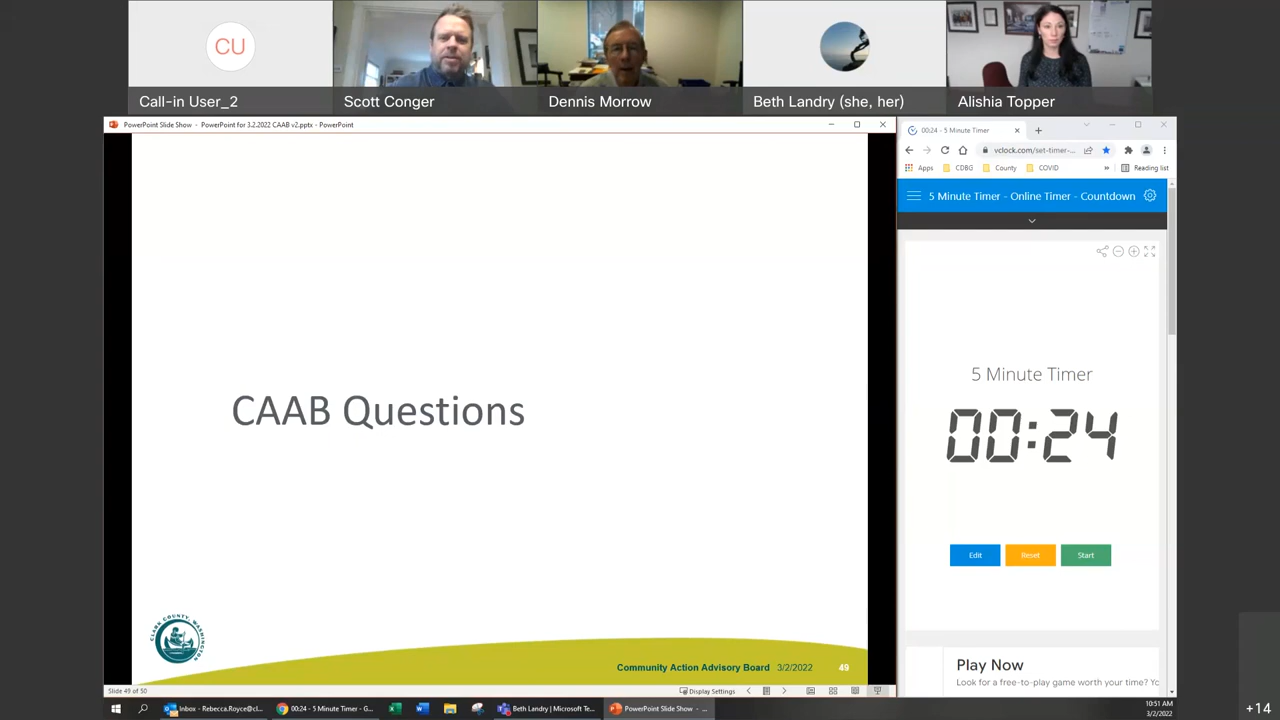 CU
Call-in User_2
Scott Conger
Dennis Morrow
Beth Landry (she, her)
Alishia Topper
PowerPoint Slide Show - PowerPoint for 3.2.2022 CAAB v2.pptx - PowerPoint
00:24 - 5 Minute Timer
vclock.com/set-timer-...
Apps CDBG County COVID » Reading list
5 Minute Timer - Online Timer - Countdown
5 Minute Timer
00:24
Edit Reset Start
CAAB Questions
CLARK COUNTY, WASHINGTON
Community Action Advisory Board 3/2/2022 49
Play Now
Look for a free-to-play game worth your time? Yo
Slide 49 of 50
Display Settings
Inbox - Rebecca.Royce@cl...
00:24 - 5 Minute Timer - G...
Beth Landry | Microsoft Te...
PowerPoint Slide Show - ...
10:51 AM
3/2/2022
+14